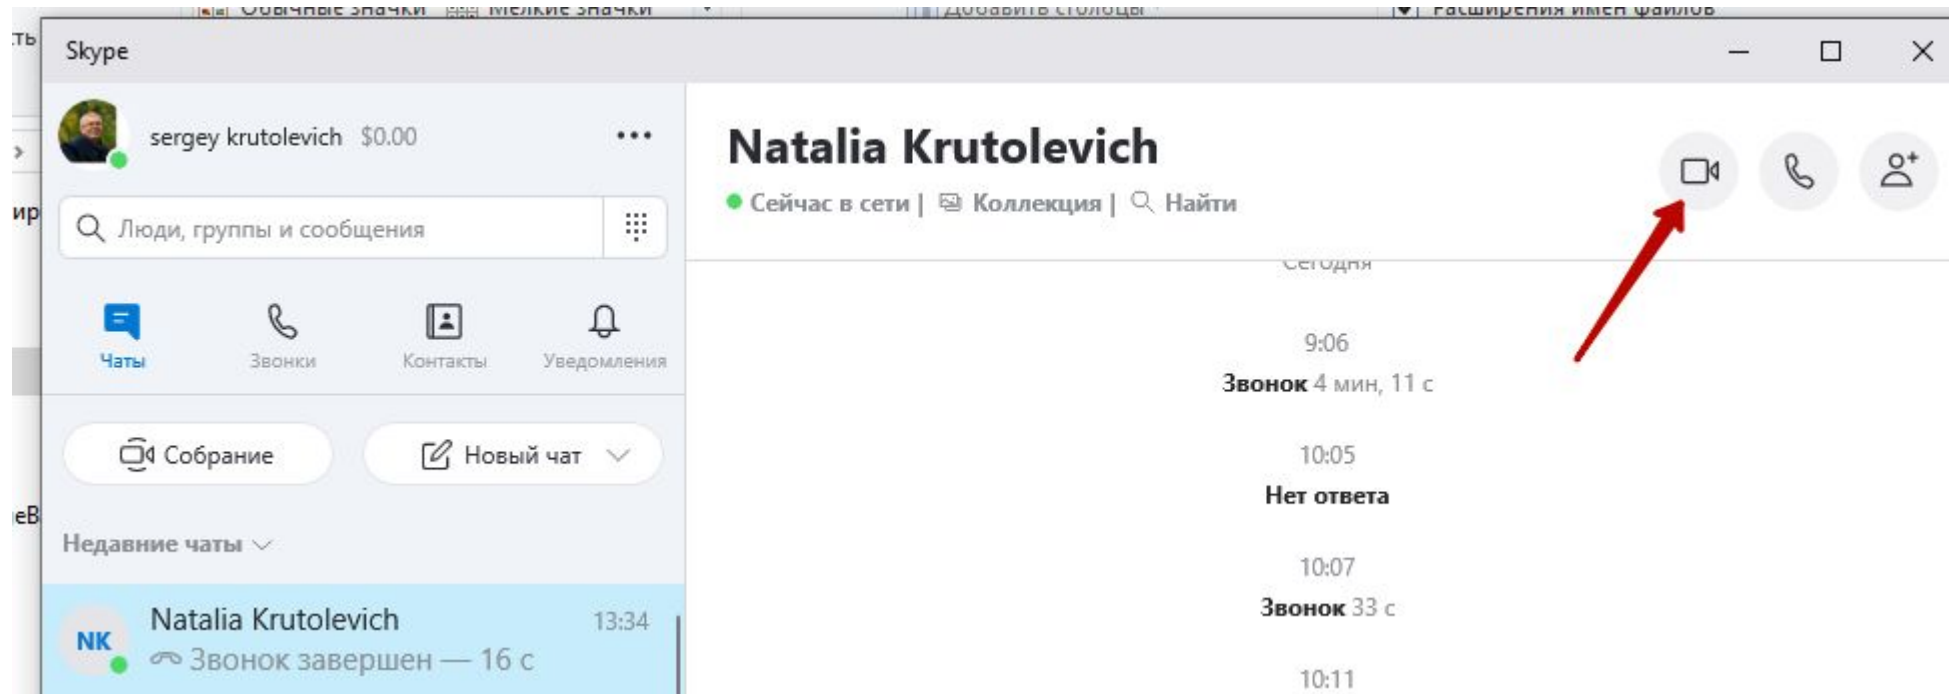 Обычные значки Мелкие значки Добавить столбцы Расширения имен файлов
ть
Skype
sergey krutolevich $0.00
ир
Люди, группы и сообщения
Чаты Звонки Контакты Уведомления
Собрание Новый чат
еВ
Недавние чаты
NK Natalia Krutolevich 13:34
Звонок завершен — 16 с
Natalia Krutolevich
Сейчас в сети | Коллекция | Найти
Сегодня
9:06
Звонок 4 мин, 11 с
10:05
Нет ответа
10:07
Звонок 33 с
10:11